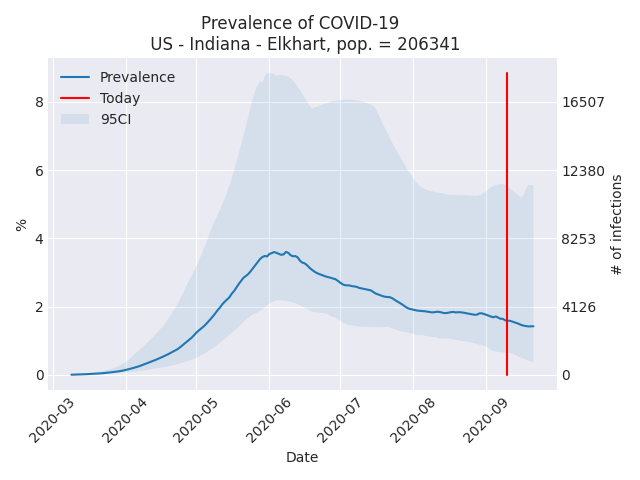 Prevalence of COVID-19
US - Indiana - Elkhart, pop. = 206341
Prevalence
Today
95CI
%
8
6
4
2
0
16507
12380
8253
4126
0
# of infections
2020-03
2020-04
2020-05
2020-06
2020-07
2020-08
2020-09
Date